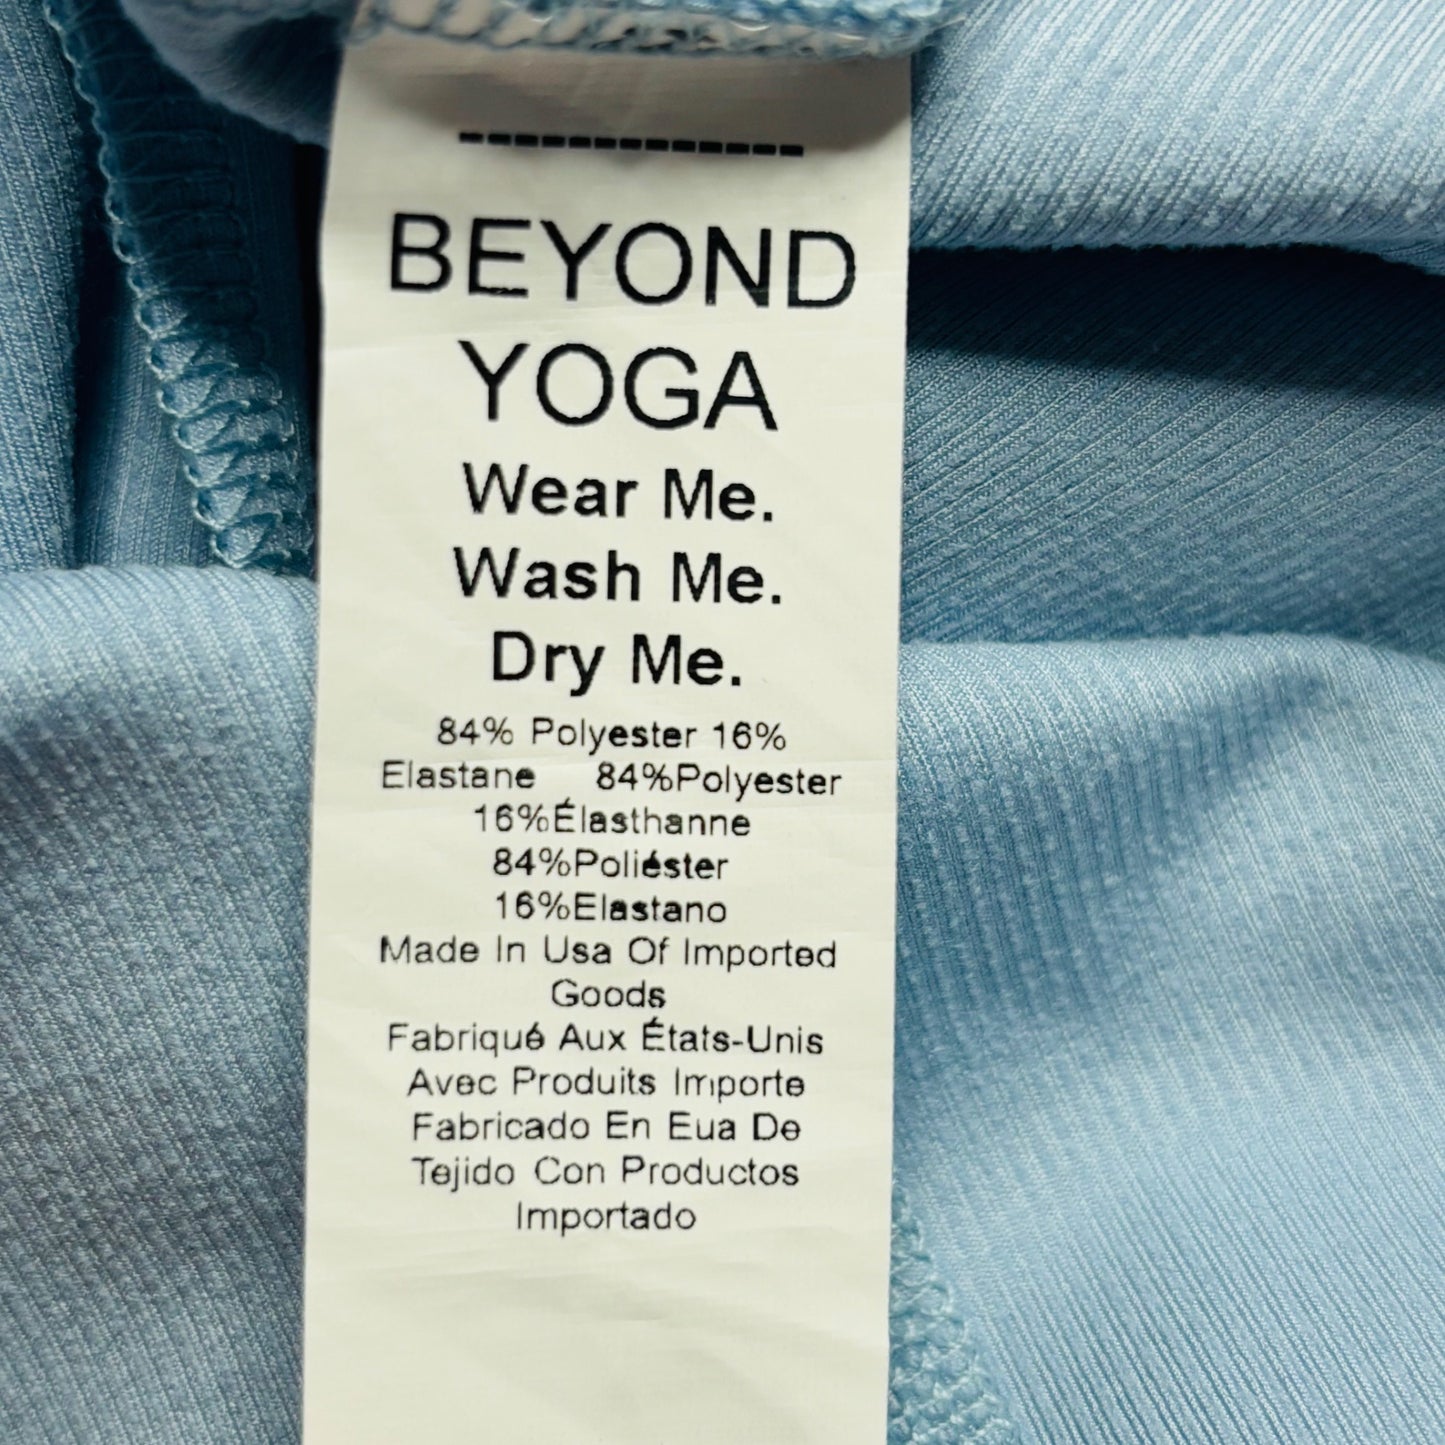 BEYOND
YOGA
Wear Me.
Wash Me.
Dry Me.
84% Polyester 16%
Elastane 84%Polyester
16%Élasthanne
84%Poliéster
16%Elastano
Made In Usa Of Imported
Goods
Fabriqué Aux États-Unis
Avec Produits Importe
Fabricado En Eua De
Tejido Con Productos
Importado